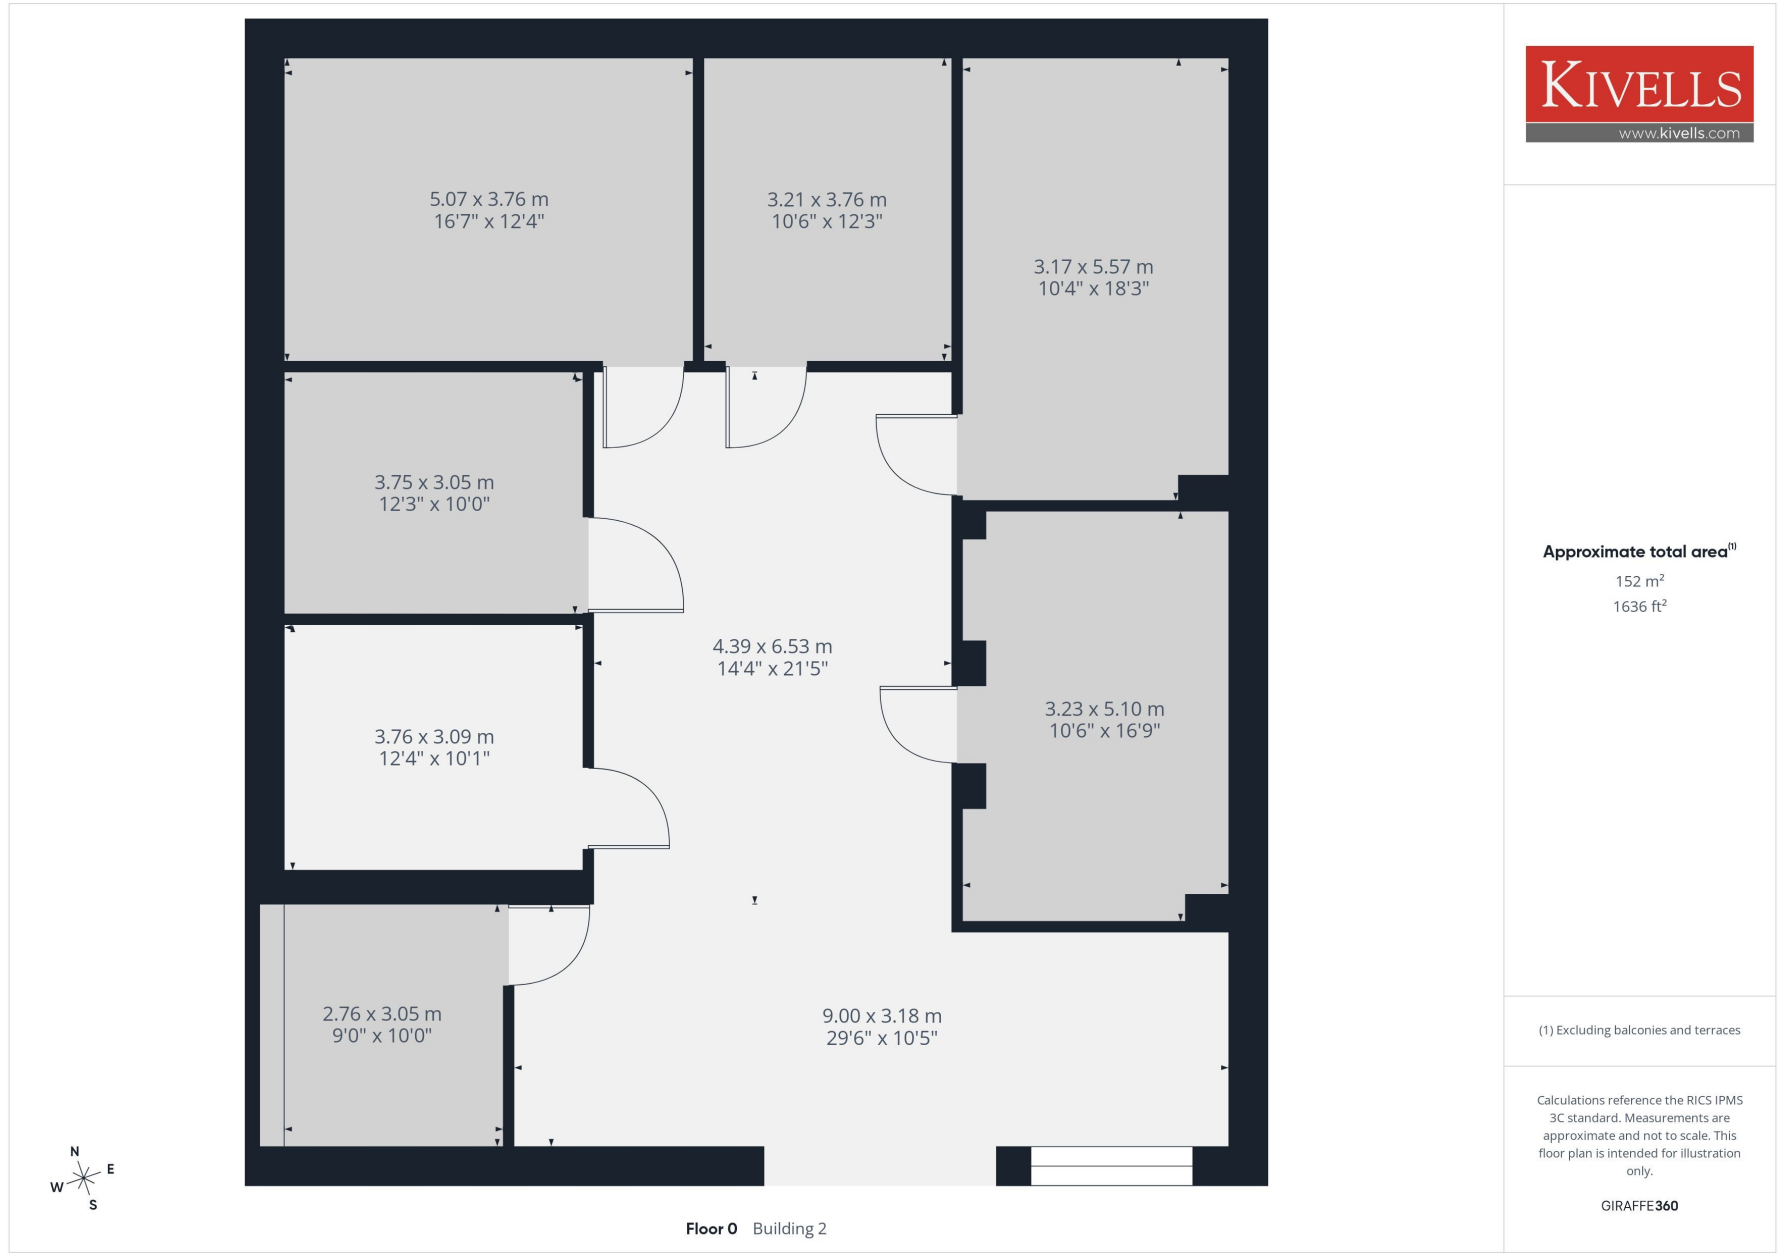 5.07 x 3.76 m
16'7" x 12'4"
3.21 x 3.76 m
10'6" x 12'3"
3.17 x 5.57 m
10'4" x 18'3"
3.75 x 3.05 m
12'3" x 10'0"
4.39 x 6.53 m
14'4" x 21'5"
3.76 x 3.09 m
12'4" x 10'1"
3.23 x 5.10 m
10'6" x 16'9"
2.76 x 3.05 m
9'0" x 10'0"
9.00 x 3.18 m
29'6" x 10'5"
N
E
W
S
Floor 0 Building 2
KIVELLS
www.kivells.com
Approximate total area(1)
152 m²
1636 ft²
(1) Excluding balconies and terraces
Calculations reference the RICS IPMS
3C standard. Measurements are
approximate and not to scale. This
floor plan is intended for illustration
only.
GIRAFFE360